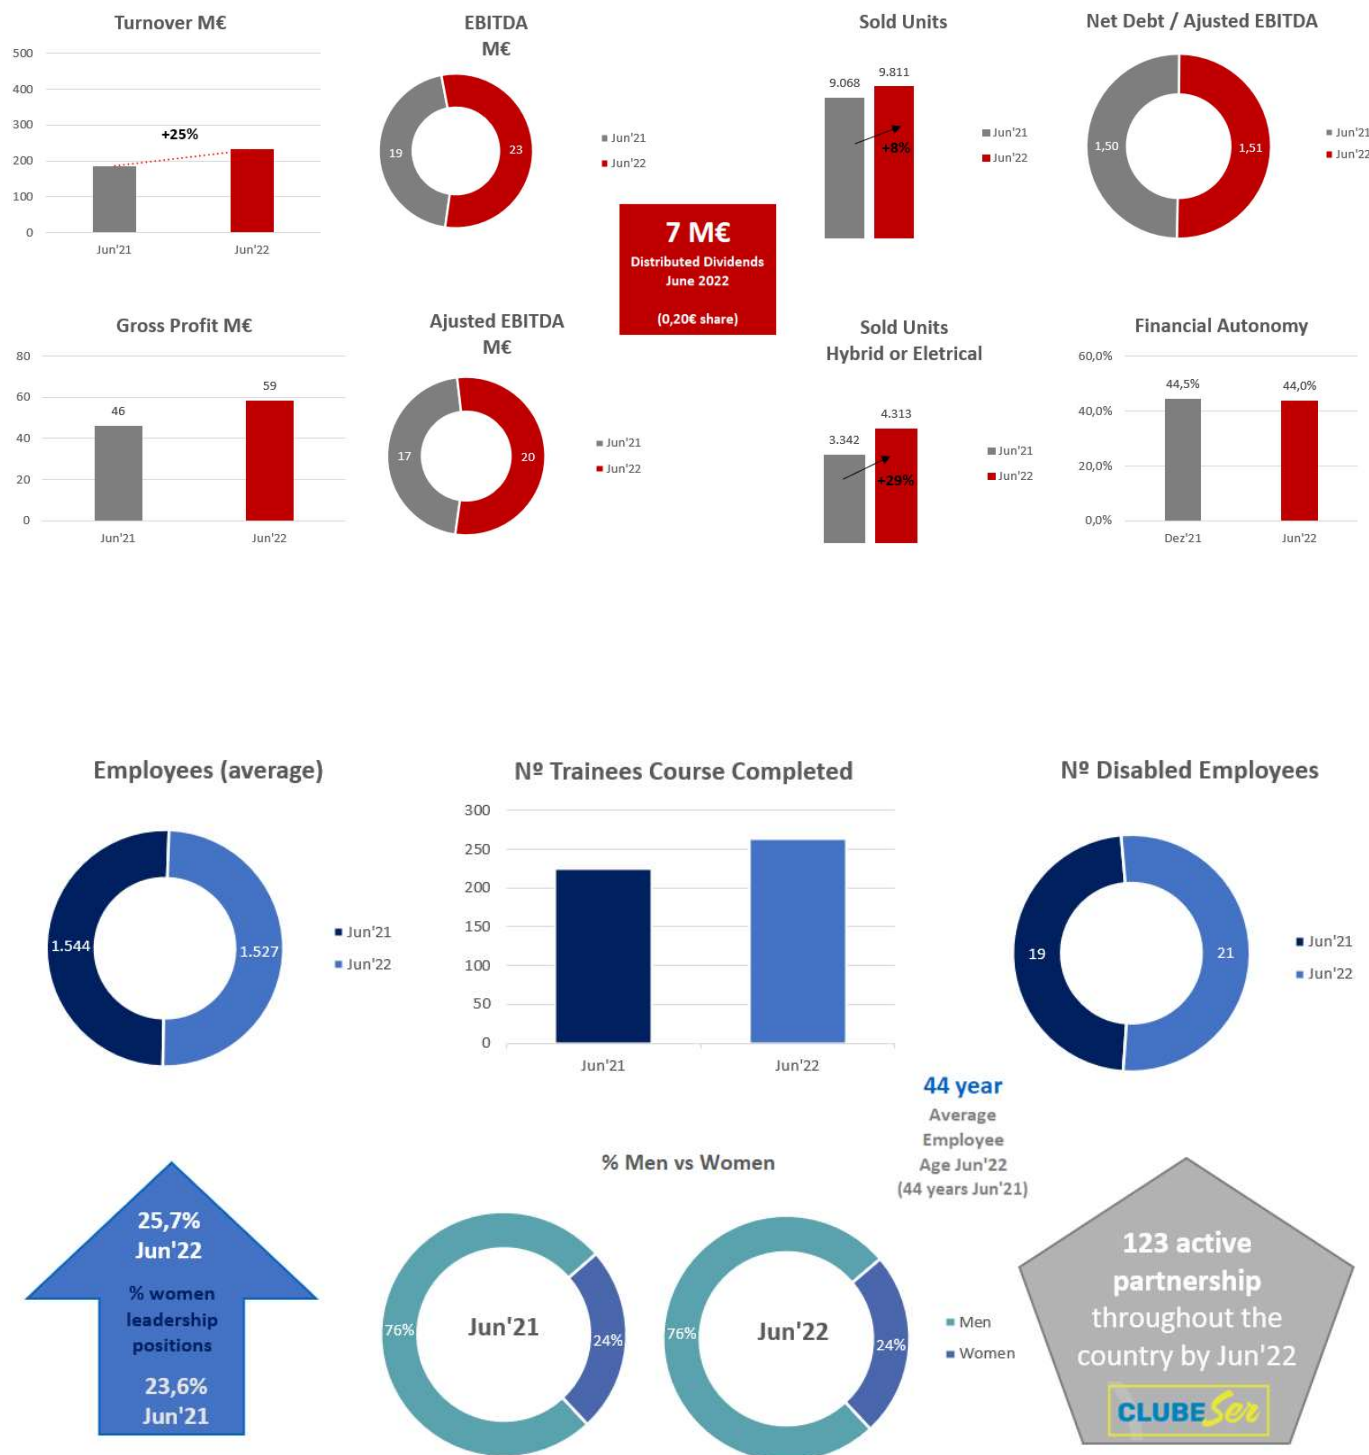 Turnover M€
500
400
300
200
100
0
+25%
Jun'21
Jun'22
EBITDA
M€
19
23
Jun'21
Jun'22
Sold Units
9.068
9.811
+8%
Jun'21
Jun'22
Net Debt / Ajusted EBITDA
1,50
1,51
Jun'21
Jun'22
7 M€
Distributed Dividends
June 2022
(0,20€ share)
Gross Profit M€
80
60
40
20
0
46
59
Jun'21
Jun'22
Ajusted EBITDA
M€
17
20
Jun'21
Jun'22
Sold Units
Hybrid or Eletrical
3.342
4.313
+29%
Jun'21
Jun'22
Financial Autonomy
60,0%
40,0%
20,0%
0,0%
44,5%
44,0%
Dez'21
Jun'22
Employees (average)
1.544
1.527
Jun'21
Jun'22
Nº Trainees Course Completed
300
250
200
150
100
50
0
Jun'21
Jun'22
Nº Disabled Employees
19
21
Jun'21
Jun'22
44 year
Average
Employee
Age Jun'22
(44 years Jun'21)
25,7%
Jun'22
% women
leadership
positions
23,6%
Jun'21
% Men vs Women
76%
Jun'21
24%
76%
Jun'22
24%
Men
Women
123 active
partnership
throughout the
country by Jun'22
CLUBE Ser